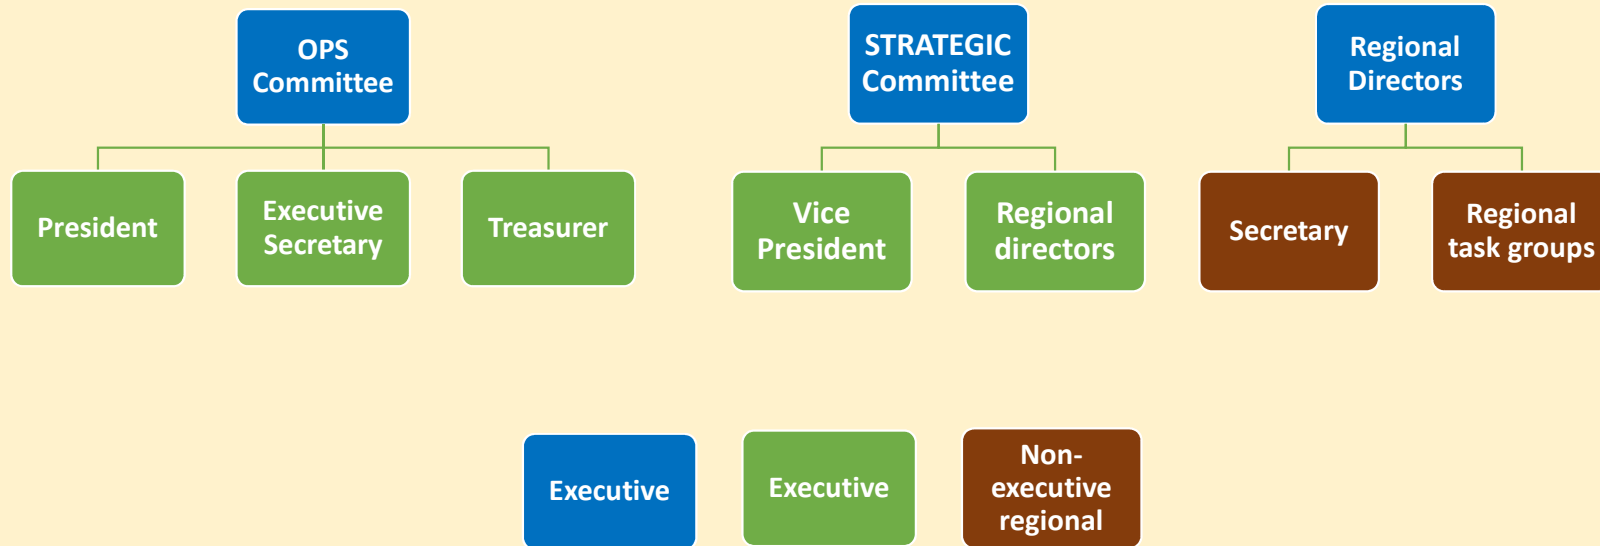 OPS
Committee
STRATEGIC
Committee
Regional
Directors
President
Executive
Secretary
Treasurer
Vice
President
Regional
directors
Secretary
Regional
task groups
Executive
Executive
Non-
executive
regional